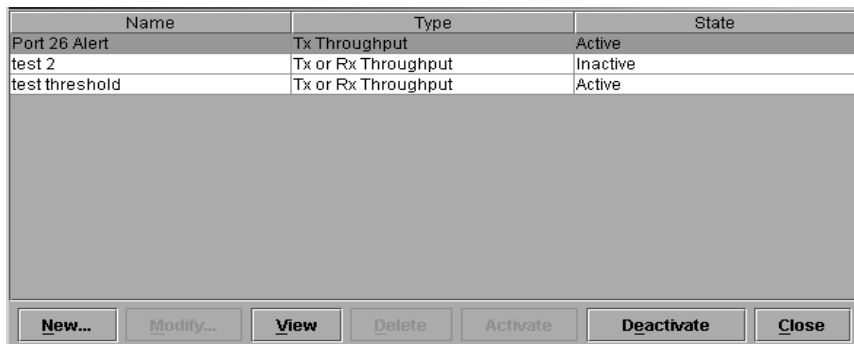 Name Type State
Port 26 Alert Tx Throughput Active
test 2 Tx or Rx Throughput Inactive
test threshold Tx or Rx Throughput Active
New... Modify... View Delete Activate Deactivate Close